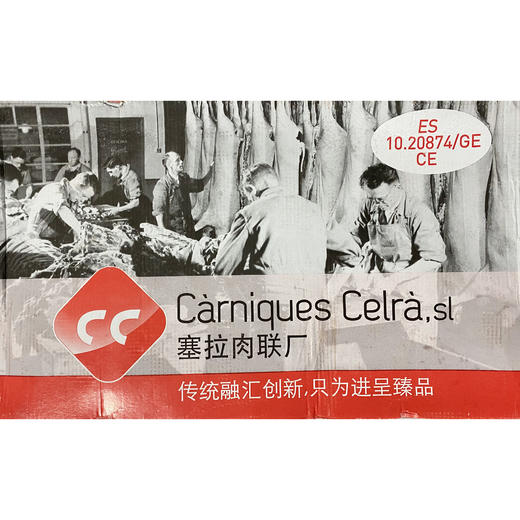 ES
10.20874/GE
CE
CC
Càrniques Celrà,sl
塞拉肉联厂
传统融汇创新,只为进呈臻品